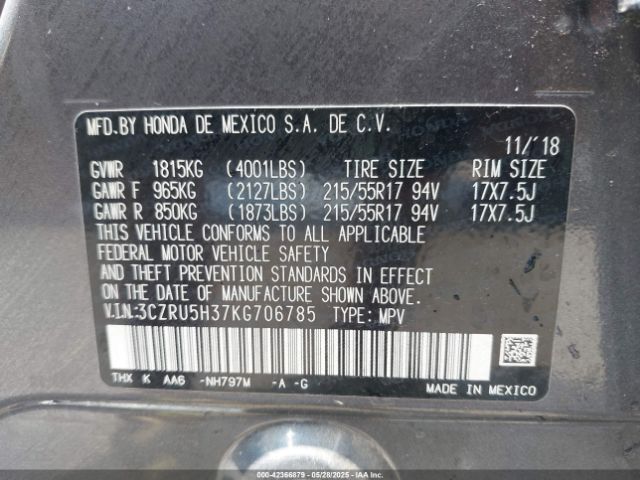 MFD.BY HONDA DE MEXICO S.A. DE C.V.
11/'18
GVWR 1815KG (4001LBS) TIRE SIZE RIM SIZE
GAWR F 965KG (2127LBS) 215/55R17 94V 17X7.5J
GAWR R 850KG (1873LBS) 215/55R17 94V 17X7.5J
THIS VEHICLE CONFORMS TO ALL APPLICABLE
FEDERAL MOTOR VEHICLE SAFETY
AND THEFT PREVENTION STANDARDS IN EFFECT
ON THE DATE OF MANUFACTURE SHOWN ABOVE.
V.I.N.:3CZRU5H37KG706785 TYPE: MPV
THX K AA6 -NH797M -A -G
MADE IN MEXICO
000-42366879 - 05/28/2025 - IAAI Copart